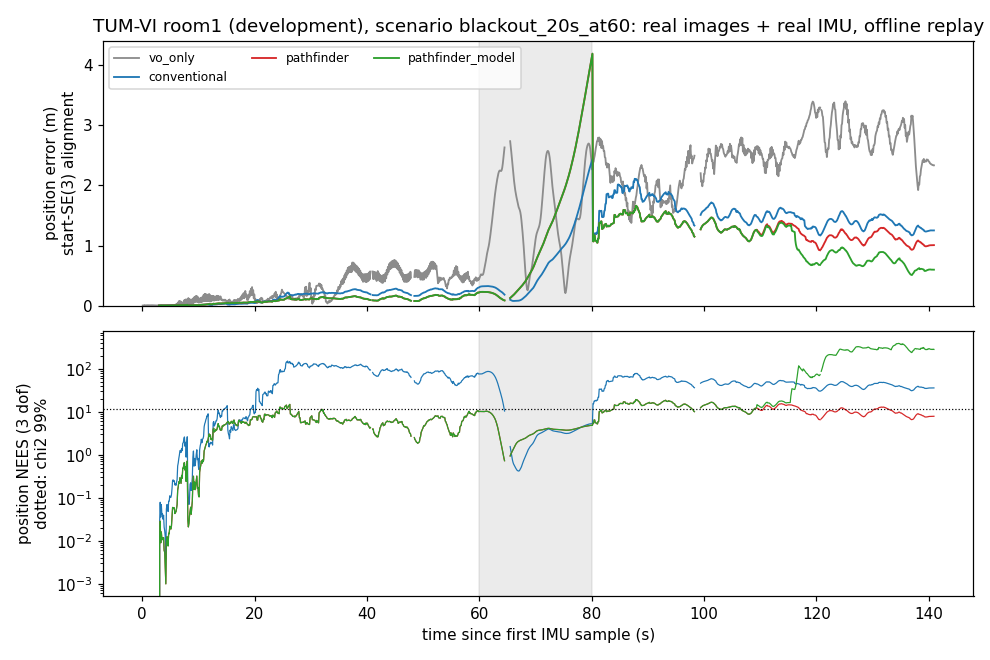 TUM-VI room1 (development), scenario blackout_20s_at60: real images + real IMU, offline replay
vo_only
conventional
pathfinder
pathfinder_model
position error (m)
start-SE(3) alignment
4
3
2
1
0
position NEES (3 dof)
dotted: chi2 99%
10²
10¹
10⁰
10⁻¹
10⁻²
10⁻³
0 20 40 60 80 100 120 140
time since first IMU sample (s)